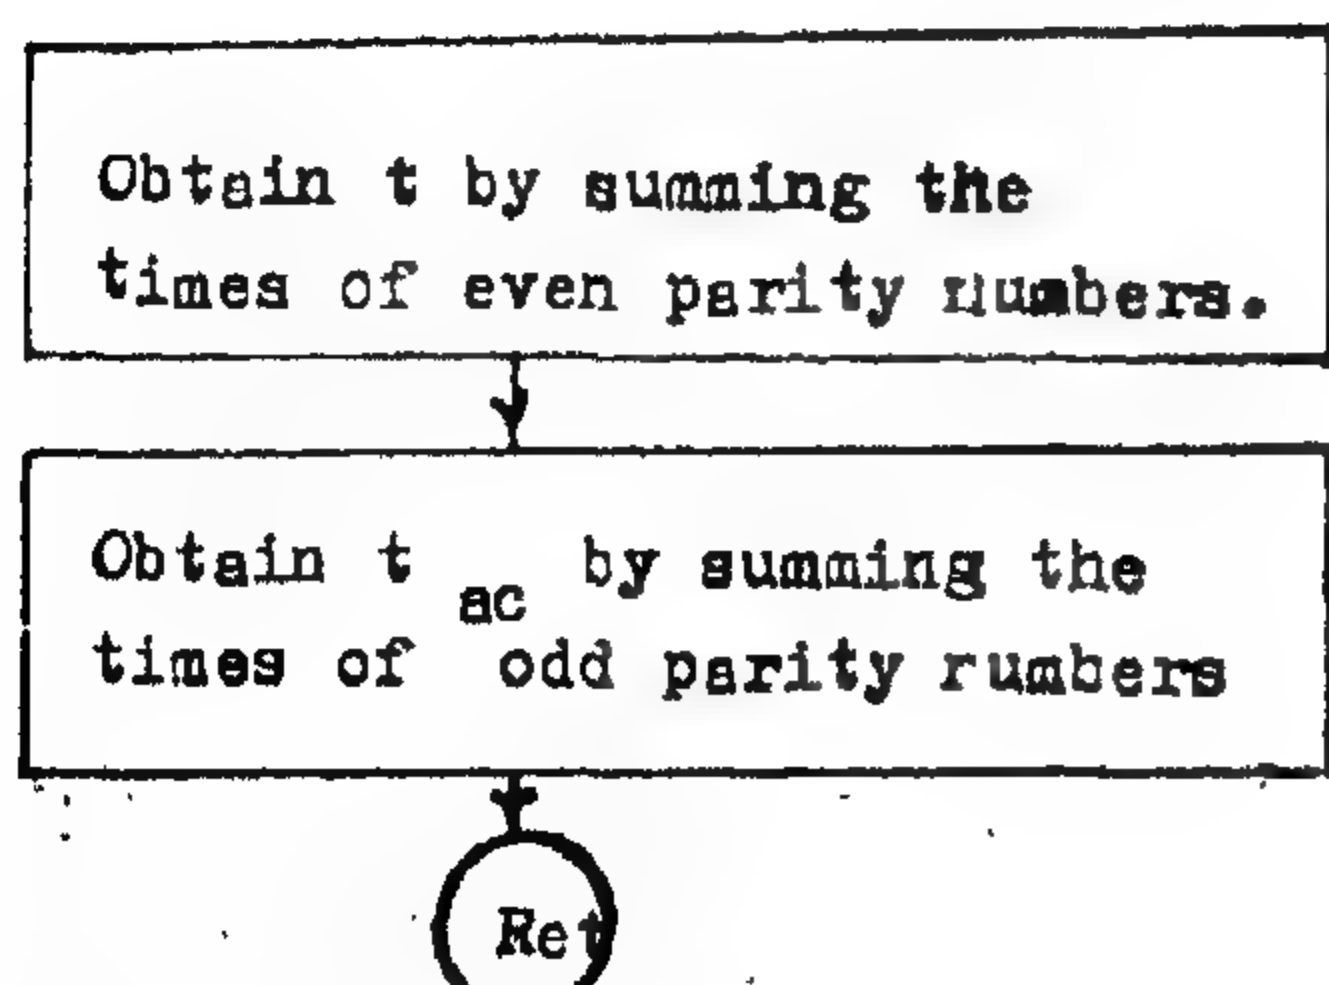 Obtain t by summing the
times of even parity numbers.
Obtain t ac by summing the
times of odd parity rumbers
Ret